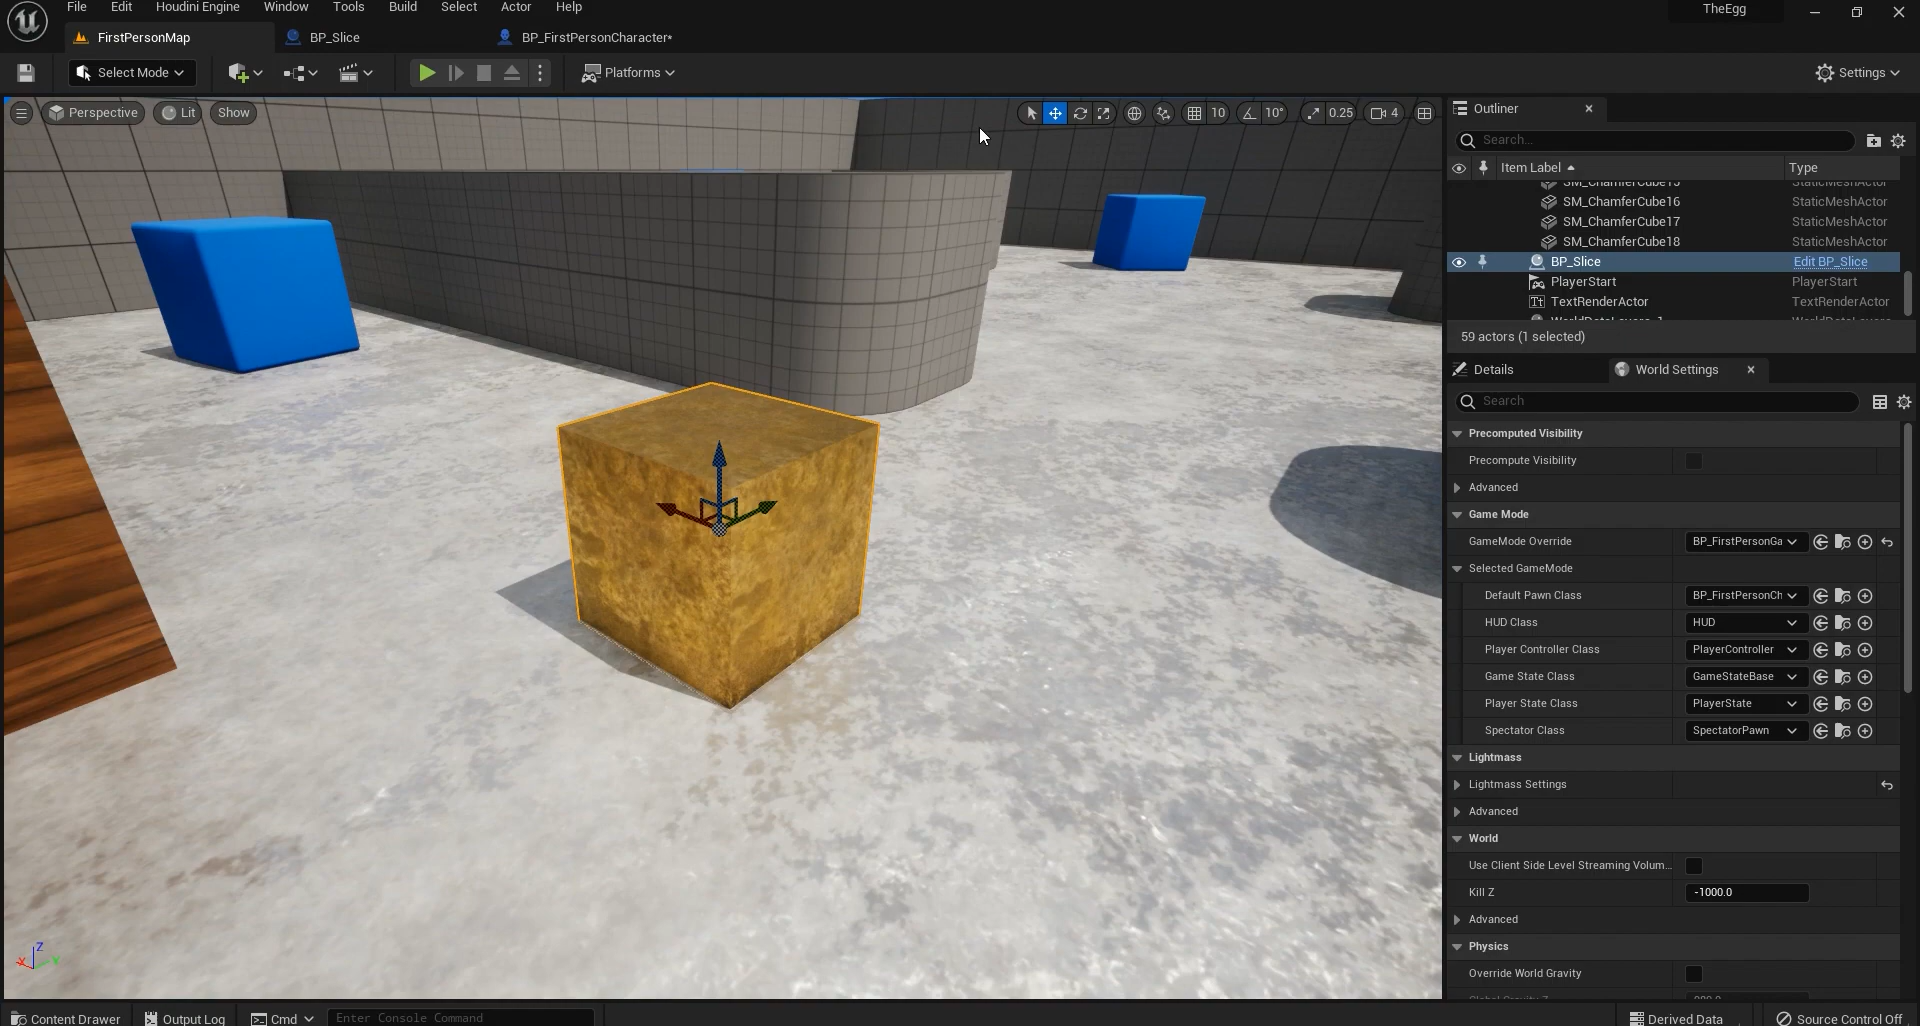 File Edit Houdini Engine Window Tools Build Select Actor Help
TheEgg
FirstPersonMap BP_Slice BP_FirstPersonCharacter*
Select Mode Platforms Settings
Perspective Lit Show 10 10° 0.25 4
Outliner
Search...
Item Label Type
SM_ChamferCube15 StaticMeshActor
SM_ChamferCube16 StaticMeshActor
SM_ChamferCube17 StaticMeshActor
SM_ChamferCube18 StaticMeshActor
BP_Slice Edit BP_Slice
PlayerStart PlayerStart
Tt TextRenderActor TextRenderActor
59 actors (1 selected)
Details World Settings
Search
Precomputed Visibility
Precompute Visibility
Advanced
Game Mode
GameMode Override BP_FirstPersonGa
Selected GameMode
Default Pawn Class BP_FirstPersonCh
HUD Class HUD
Player Controller Class PlayerController
Game State Class GameStateBase
Player State Class PlayerState
Spectator Class SpectatorPawn
Lightmass
Lightmass Settings
Advanced
World
Use Client Side Level Streaming Volum...
Kill Z -1000.0
Advanced
Physics
Override World Gravity
Z
X Y
Content Drawer Output Log Cmd Enter Console Command Derived Data Source Control Off